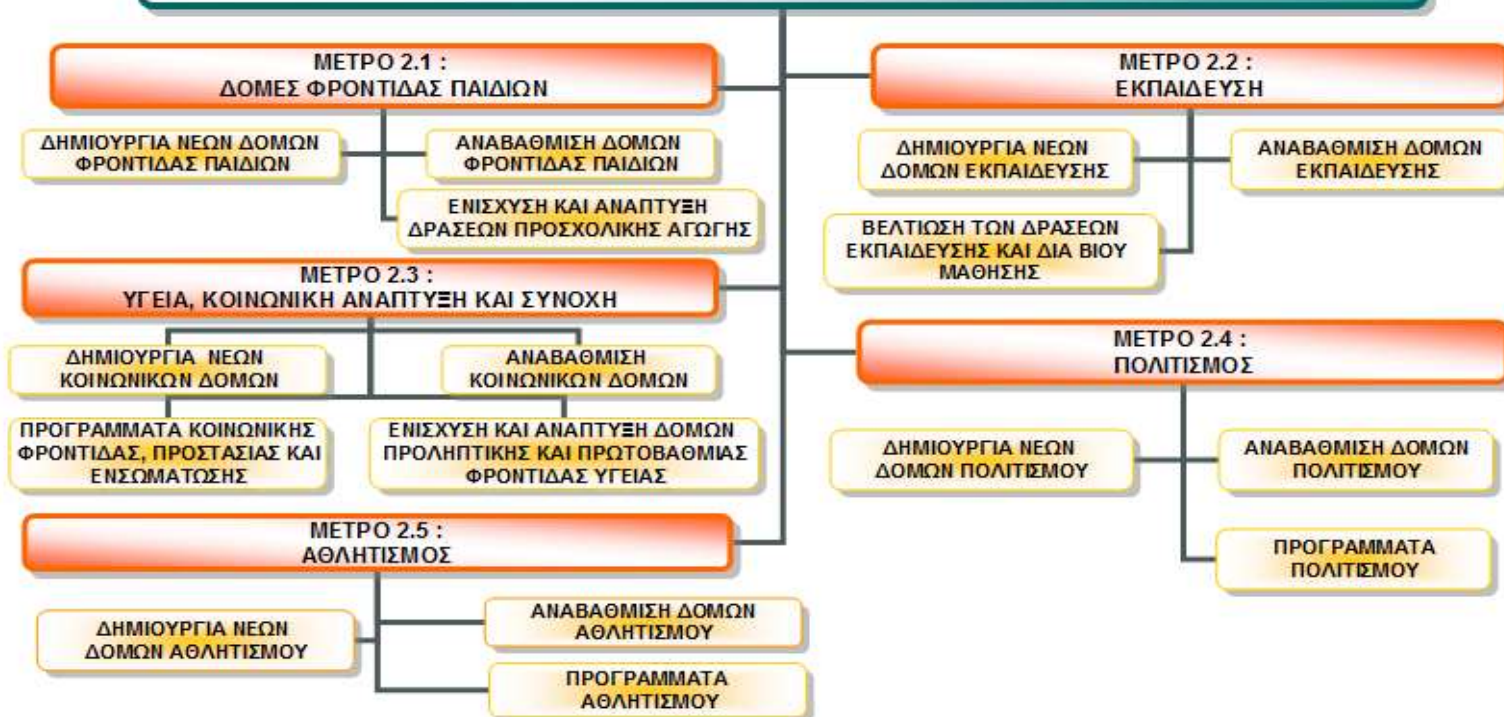 ΜΕΤΡΟ 2.1 :
ΔΟΜΕΣ ΦΡΟΝΤΙΔΑΣ ΠΑΙΔΙΩΝ
ΔΗΜΙΟΥΡΓΙΑ ΝΕΩΝ ΔΟΜΩΝ
ΦΡΟΝΤΙΔΑΣ ΠΑΙΔΙΩΝ
ΑΝΑΒΑΘΜΙΣΗ ΔΟΜΩΝ
ΦΡΟΝΤΙΔΑΣ ΠΑΙΔΙΩΝ
ΕΝΙΣΧΥΣΗ ΚΑΙ ΑΝΑΠΤΥΞΗ
ΔΡΑΣΕΩΝ ΠΡΟΣΧΟΛΙΚΗΣ ΑΓΩΓΗΣ
ΜΕΤΡΟ 2.2 :
ΕΚΠΑΙΔΕΥΣΗ
ΔΗΜΙΟΥΡΓΙΑ ΝΕΩΝ
ΔΟΜΩΝ ΕΚΠΑΙΔΕΥΣΗΣ
ΑΝΑΒΑΘΜΙΣΗ ΔΟΜΩΝ
ΕΚΠΑΙΔΕΥΣΗΣ
ΒΕΛΤΙΩΣΗ ΤΩΝ ΔΡΑΣΕΩΝ
ΕΚΠΑΙΔΕΥΣΗΣ ΚΑΙ ΔΙΑ ΒΙΟΥ
ΜΑΘΗΣΗΣ
ΜΕΤΡΟ 2.3 :
ΥΓΕΙΑ, ΚΟΙΝΩΝΙΚΗ ΑΝΑΠΤΥΞΗ ΚΑΙ ΣΥΝΟΧΗ
ΔΗΜΙΟΥΡΓΙΑ ΝΕΩΝ
ΚΟΙΝΩΝΙΚΩΝ ΔΟΜΩΝ
ΑΝΑΒΑΘΜΙΣΗ
ΚΟΙΝΩΝΙΚΩΝ ΔΟΜΩΝ
ΠΡΟΓΡΑΜΜΑΤΑ ΚΟΙΝΩΝΙΚΗΣ
ΦΡΟΝΤΙΔΑΣ, ΠΡΟΣΤΑΣΙΑΣ ΚΑΙ
ΕΝΣΩΜΑΤΩΣΗΣ
ΕΝΙΣΧΥΣΗ ΚΑΙ ΑΝΑΠΤΥΞΗ ΔΟΜΩΝ
ΠΡΟΛΗΠΤΙΚΗΣ ΚΑΙ ΠΡΩΤΟΒΑΘΜΙΑΣ
ΦΡΟΝΤΙΔΑΣ ΥΓΕΙΑΣ
ΜΕΤΡΟ 2.4 :
ΠΟΛΙΤΙΣΜΟΣ
ΔΗΜΙΟΥΡΓΙΑ ΝΕΩΝ
ΔΟΜΩΝ ΠΟΛΙΤΙΣΜΟΥ
ΑΝΑΒΑΘΜΙΣΗ ΔΟΜΩΝ
ΠΟΛΙΤΙΣΜΟΥ
ΠΡΟΓΡΑΜΜΑΤΑ
ΠΟΛΙΤΙΣΜΟΥ
ΜΕΤΡΟ 2.5 :
ΑΘΛΗΤΙΣΜΟΣ
ΔΗΜΙΟΥΡΓΙΑ ΝΕΩΝ
ΔΟΜΩΝ ΑΘΛΗΤΙΣΜΟΥ
ΑΝΑΒΑΘΜΙΣΗ ΔΟΜΩΝ
ΑΘΛΗΤΙΣΜΟΥ
ΠΡΟΓΡΑΜΜΑΤΑ
ΑΘΛΗΤΙΣΜΟΥ